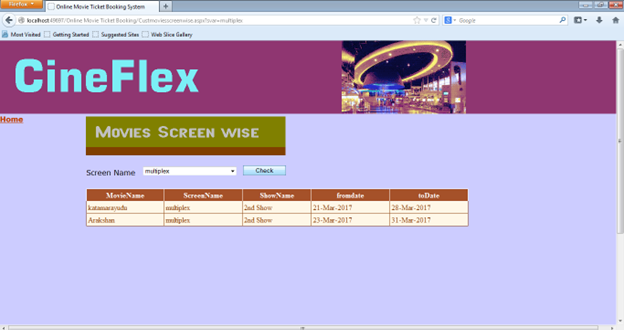 Firefox
Online Movie Ticket Booking System
localhost:49697/Online Movie Ticket Booking/Custmoviesscreenwise.aspx?svar=multiplex
Google
Most Visited Getting Started Suggested Sites Web Slice Gallery
CineFlex
Home
Movies Screen wise
Screen Name multiplex Check
MovieName ScreenName ShowName fromdate toDate
katamarayudu multiplex 2nd Show 21-Mar-2017 28-Mar-2017
Arakshan multiplex 2nd Show 23-Mar-2017 31-Mar-2017